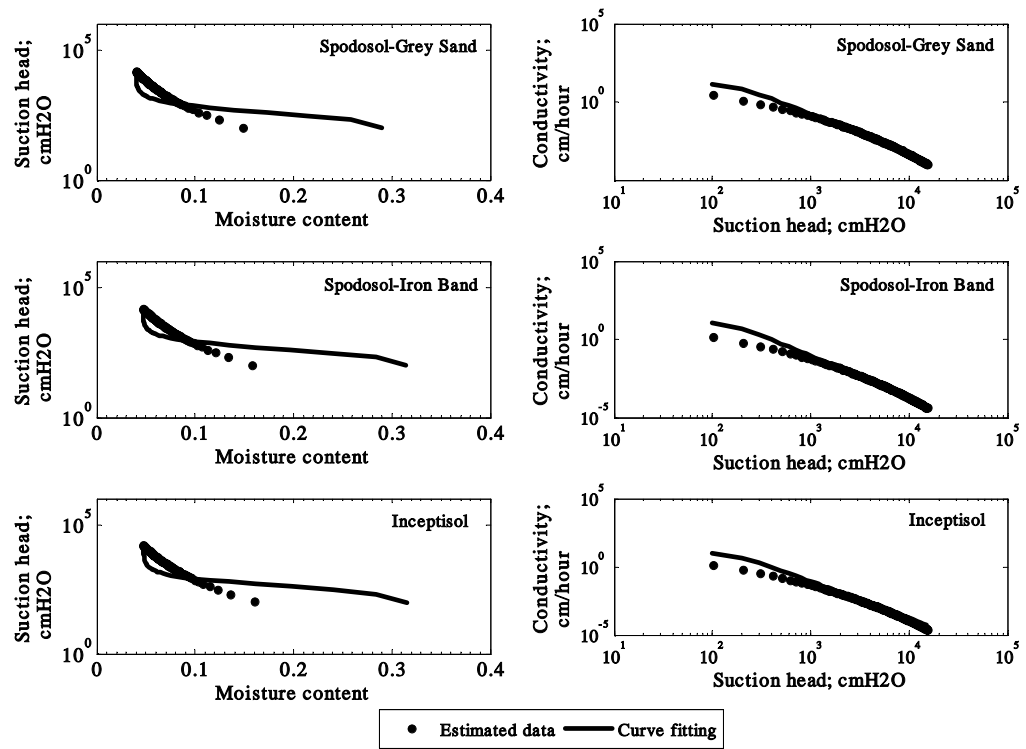 Suction head;
cmH2O
10^5
10^0
Spodosol-Grey Sand
0 0.1 0.2 0.3 0.4
Moisture content
Conductivity;
cm/hour
10^5
10^0
Spodosol-Grey Sand
10^1 10^2 10^3 10^4 10^5
Suction head; cmH2O
Suction head;
cmH2O
10^5
10^0
Spodosol-Iron Band
0 0.1 0.2 0.3 0.4
Moisture content
Conductivity;
cm/hour
10^5
10^0
10^-5
Spodosol-Iron Band
10^1 10^2 10^3 10^4 10^5
Suction head; cmH2O
Suction head;
cmH2O
10^5
10^0
Inceptisol
0 0.1 0.2 0.3 0.4
Moisture content
Conductivity;
cm/hour
10^5
10^0
10^-5
Inceptisol
10^1 10^2 10^3 10^4 10^5
Suction head; cmH2O
Estimated data Curve fitting